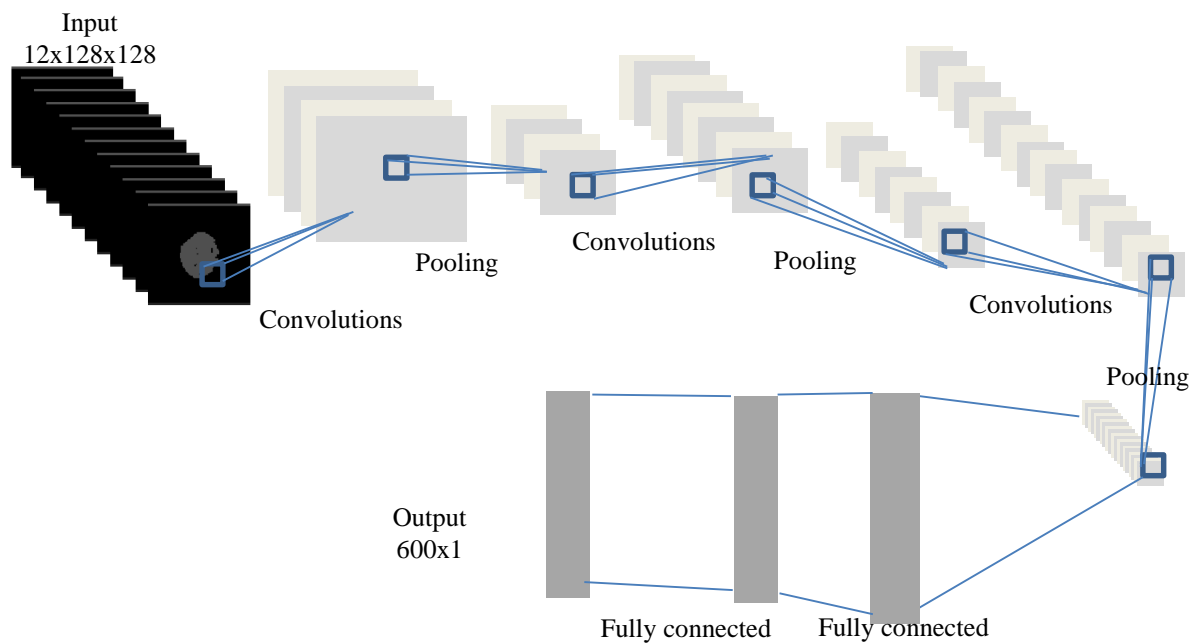 Input
12x128x128
Convolutions
Pooling
Convolutions
Pooling
Convolutions
Pooling
Output
600x1
Fully connected
Fully connected